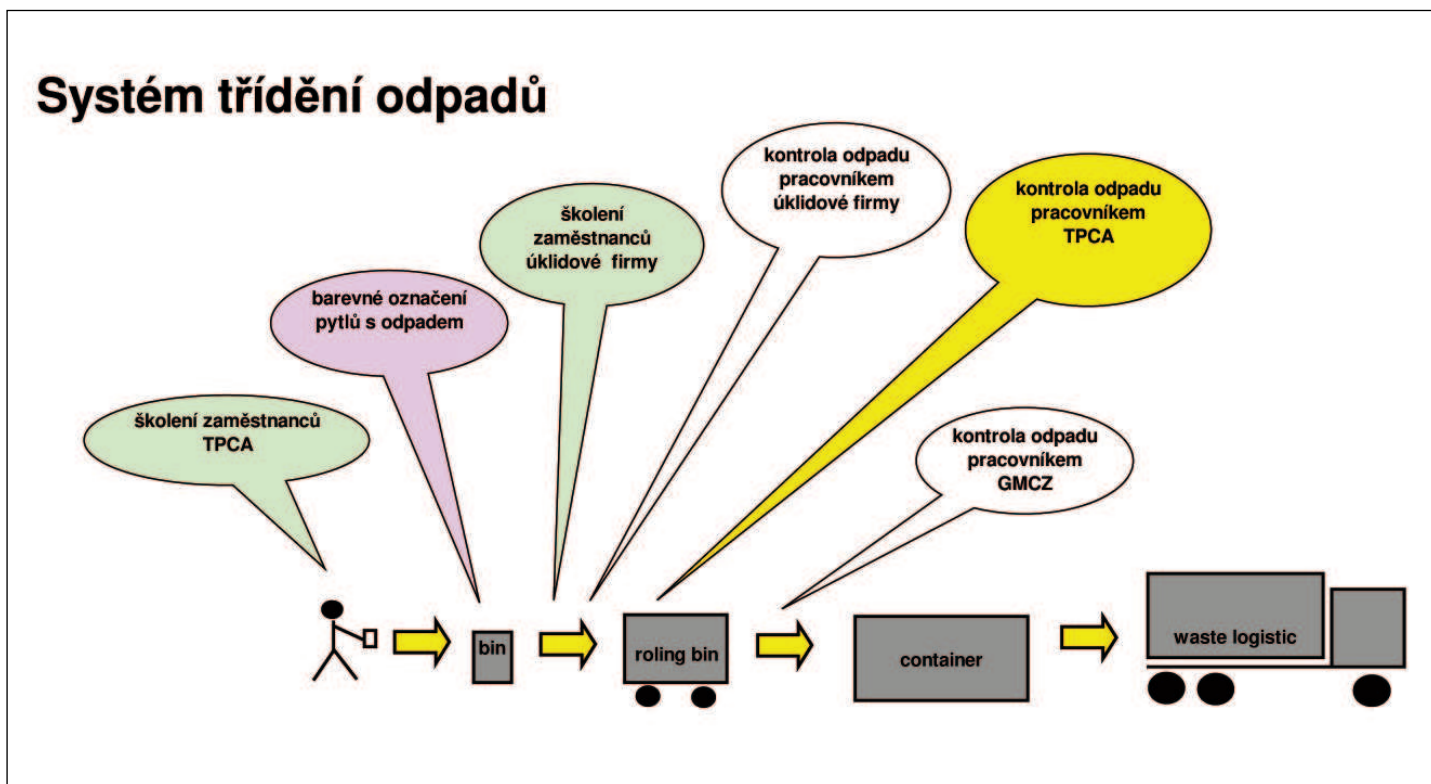 Systém třídění odpadů
kontrola odpadu
pracovníkem
úklidové firmy
kontrola odpadu
pracovníkem
TPCA
školení
zaměstnanců
úklidové firmy
barevné označení
pytlů s odpadem
školení zaměstnanců
TPCA
kontrola odpadu
pracovníkem
GMCZ
bin
roling bin
container
waste logistic